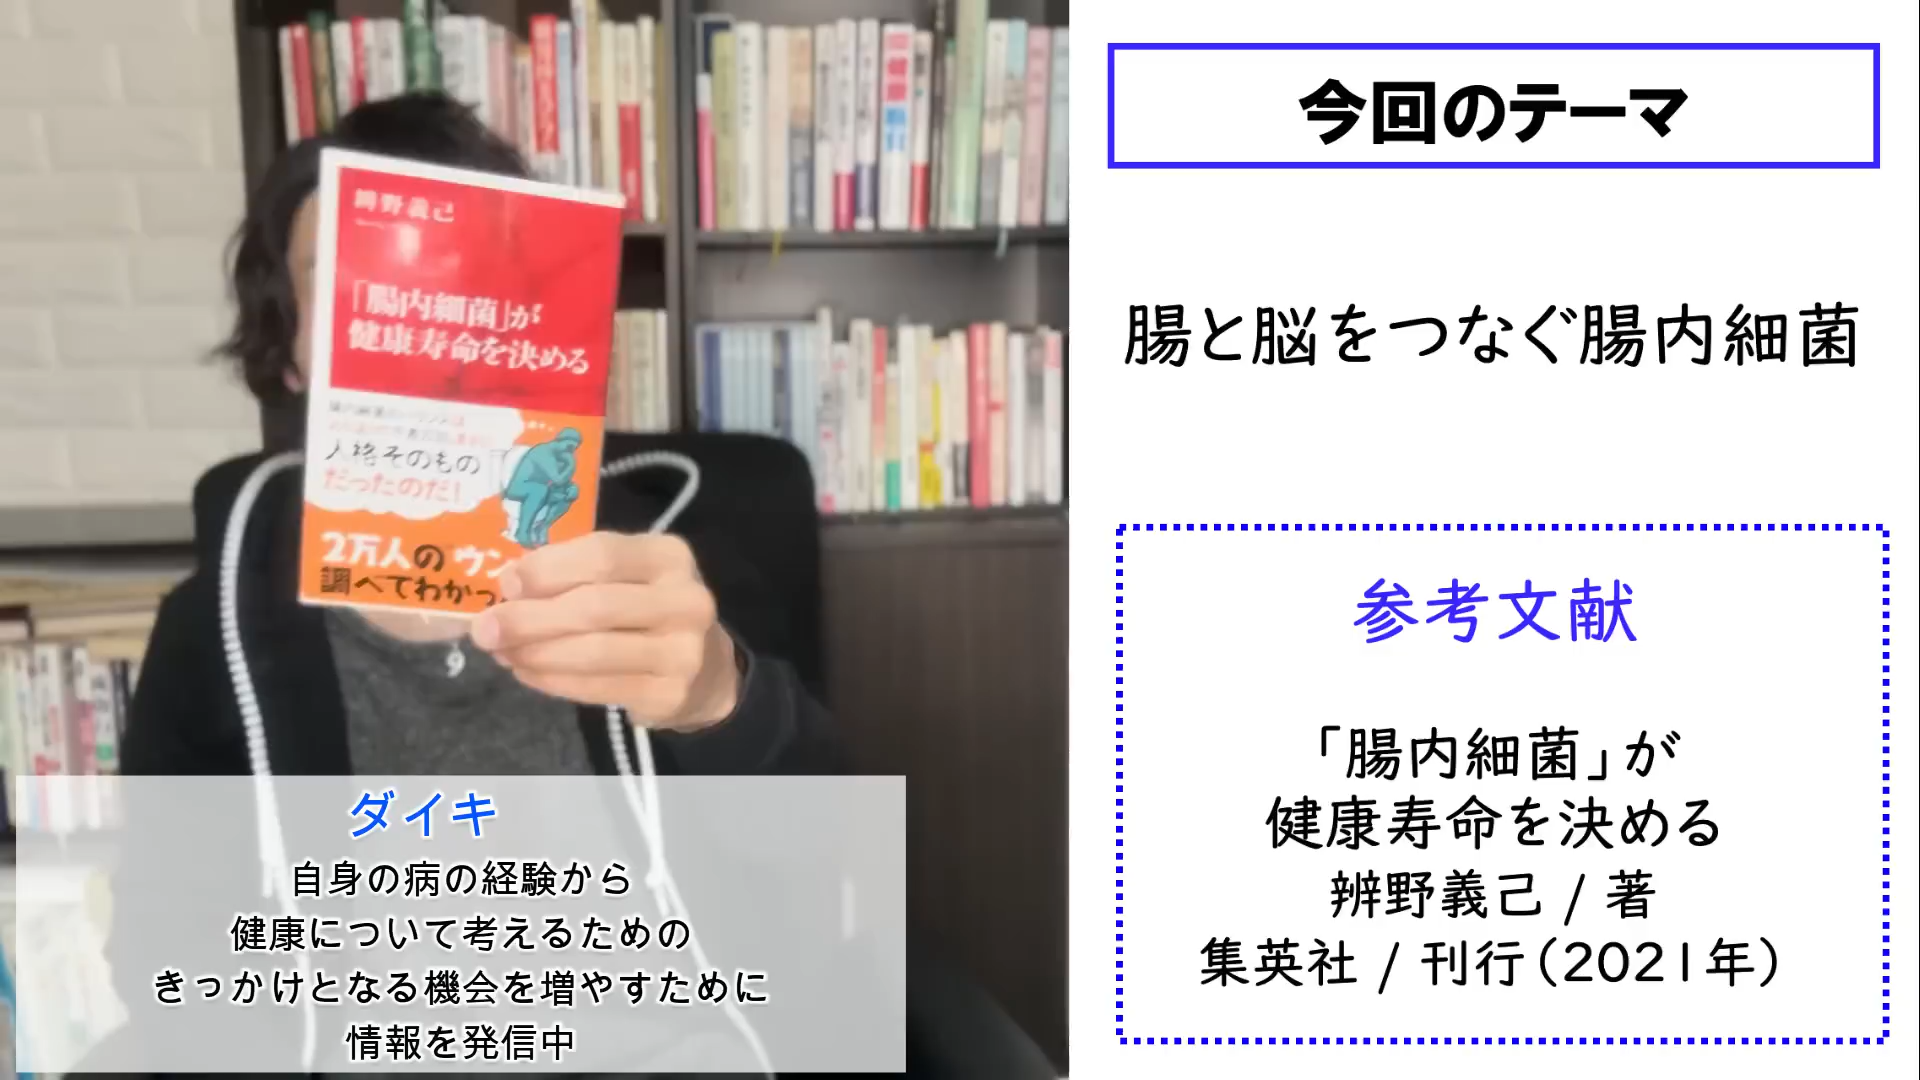 辨野義己
「腸内細菌」が
健康寿命を決める
人格そのもの
だったのだ!
2万人の ウン
調べてわかっ
9
ダイキ
自身の病の経験から
健康について考えるための
きっかけとなる機会を増やすために
情報を発信中
今回のテーマ
腸と脳をつなぐ腸内細菌
参考文献
「腸内細菌」が
健康寿命を決める
辨野義己 / 著
集英社 / 刊行(2021年)